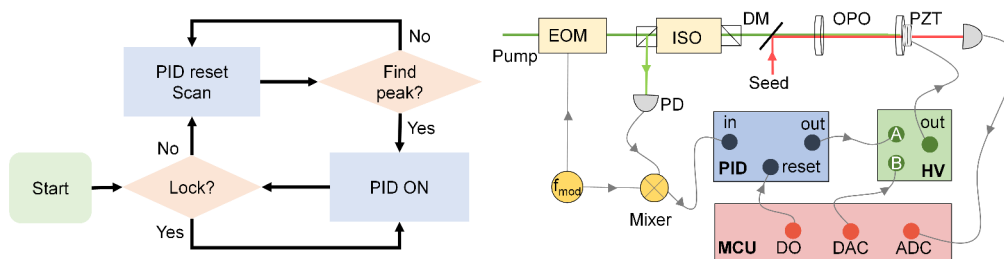 No
PID reset
Scan
Find
peak?
Yes
No
Start
Lock?
PID ON
Yes
EOM
ISO
DM
OPO
PZT
Pump
Seed
PD
in
out
out
A
PID
reset
B
HV
fmod
Mixer
MCU
DO
DAC
ADC